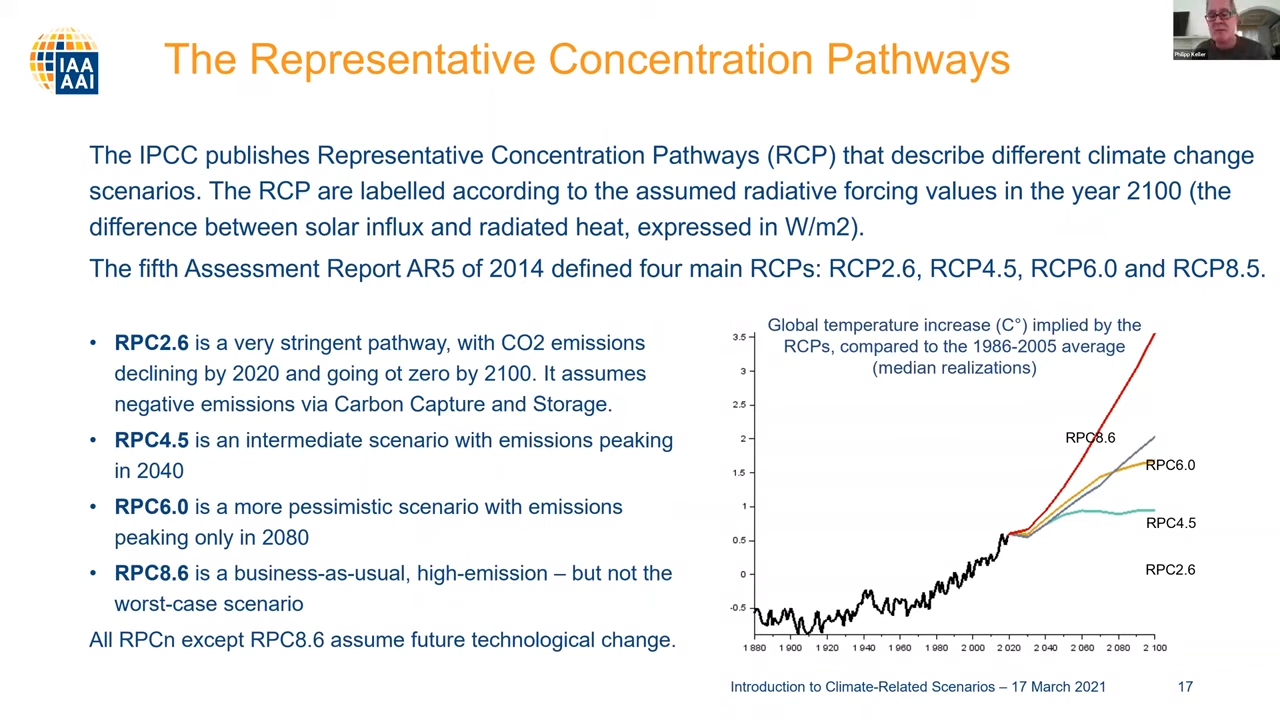 IAA
AAI
The Representative Concentration Pathways
Philipp Keller
The IPCC publishes Representative Concentration Pathways (RCP) that describe different climate change
scenarios. The RCP are labelled according to the assumed radiative forcing values in the year 2100 (the
difference between solar influx and radiated heat, expressed in W/m2).
The fifth Assessment Report AR5 of 2014 defined four main RCPs: RCP2.6, RCP4.5, RCP6.0 and RCP8.5.
• RPC2.6 is a very stringent pathway, with CO2 emissions
declining by 2020 and going ot zero by 2100. It assumes
negative emissions via Carbon Capture and Storage.
• RPC4.5 is an intermediate scenario with emissions peaking
in 2040
• RPC6.0 is a more pessimistic scenario with emissions
peaking only in 2080
• RPC8.6 is a business-as-usual, high-emission – but not the
worst-case scenario
All RPCn except RPC8.6 assume future technological change.
Global temperature increase (C°) implied by the
RCPs, compared to the 1986-2005 average
(median realizations)
3.5
3
2.5
2
1.5
1
0.5
0
-0.5
RPC8.6
RPC6.0
RPC4.5
RPC2.6
1 880 1 900 1 920 1 940 1 960 1 980 2 000 2 020 2 040 2 060 2 080 2 100
Introduction to Climate-Related Scenarios – 17 March 2021 17